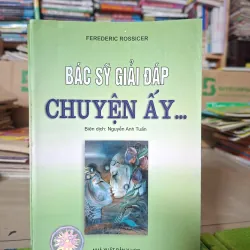 FEREDERIC ROSSICER
BÁC SỸ GIẢI ĐÁP
CHUYỆN ẤY...
Biên dịch: Nguyễn Anh Tuấn